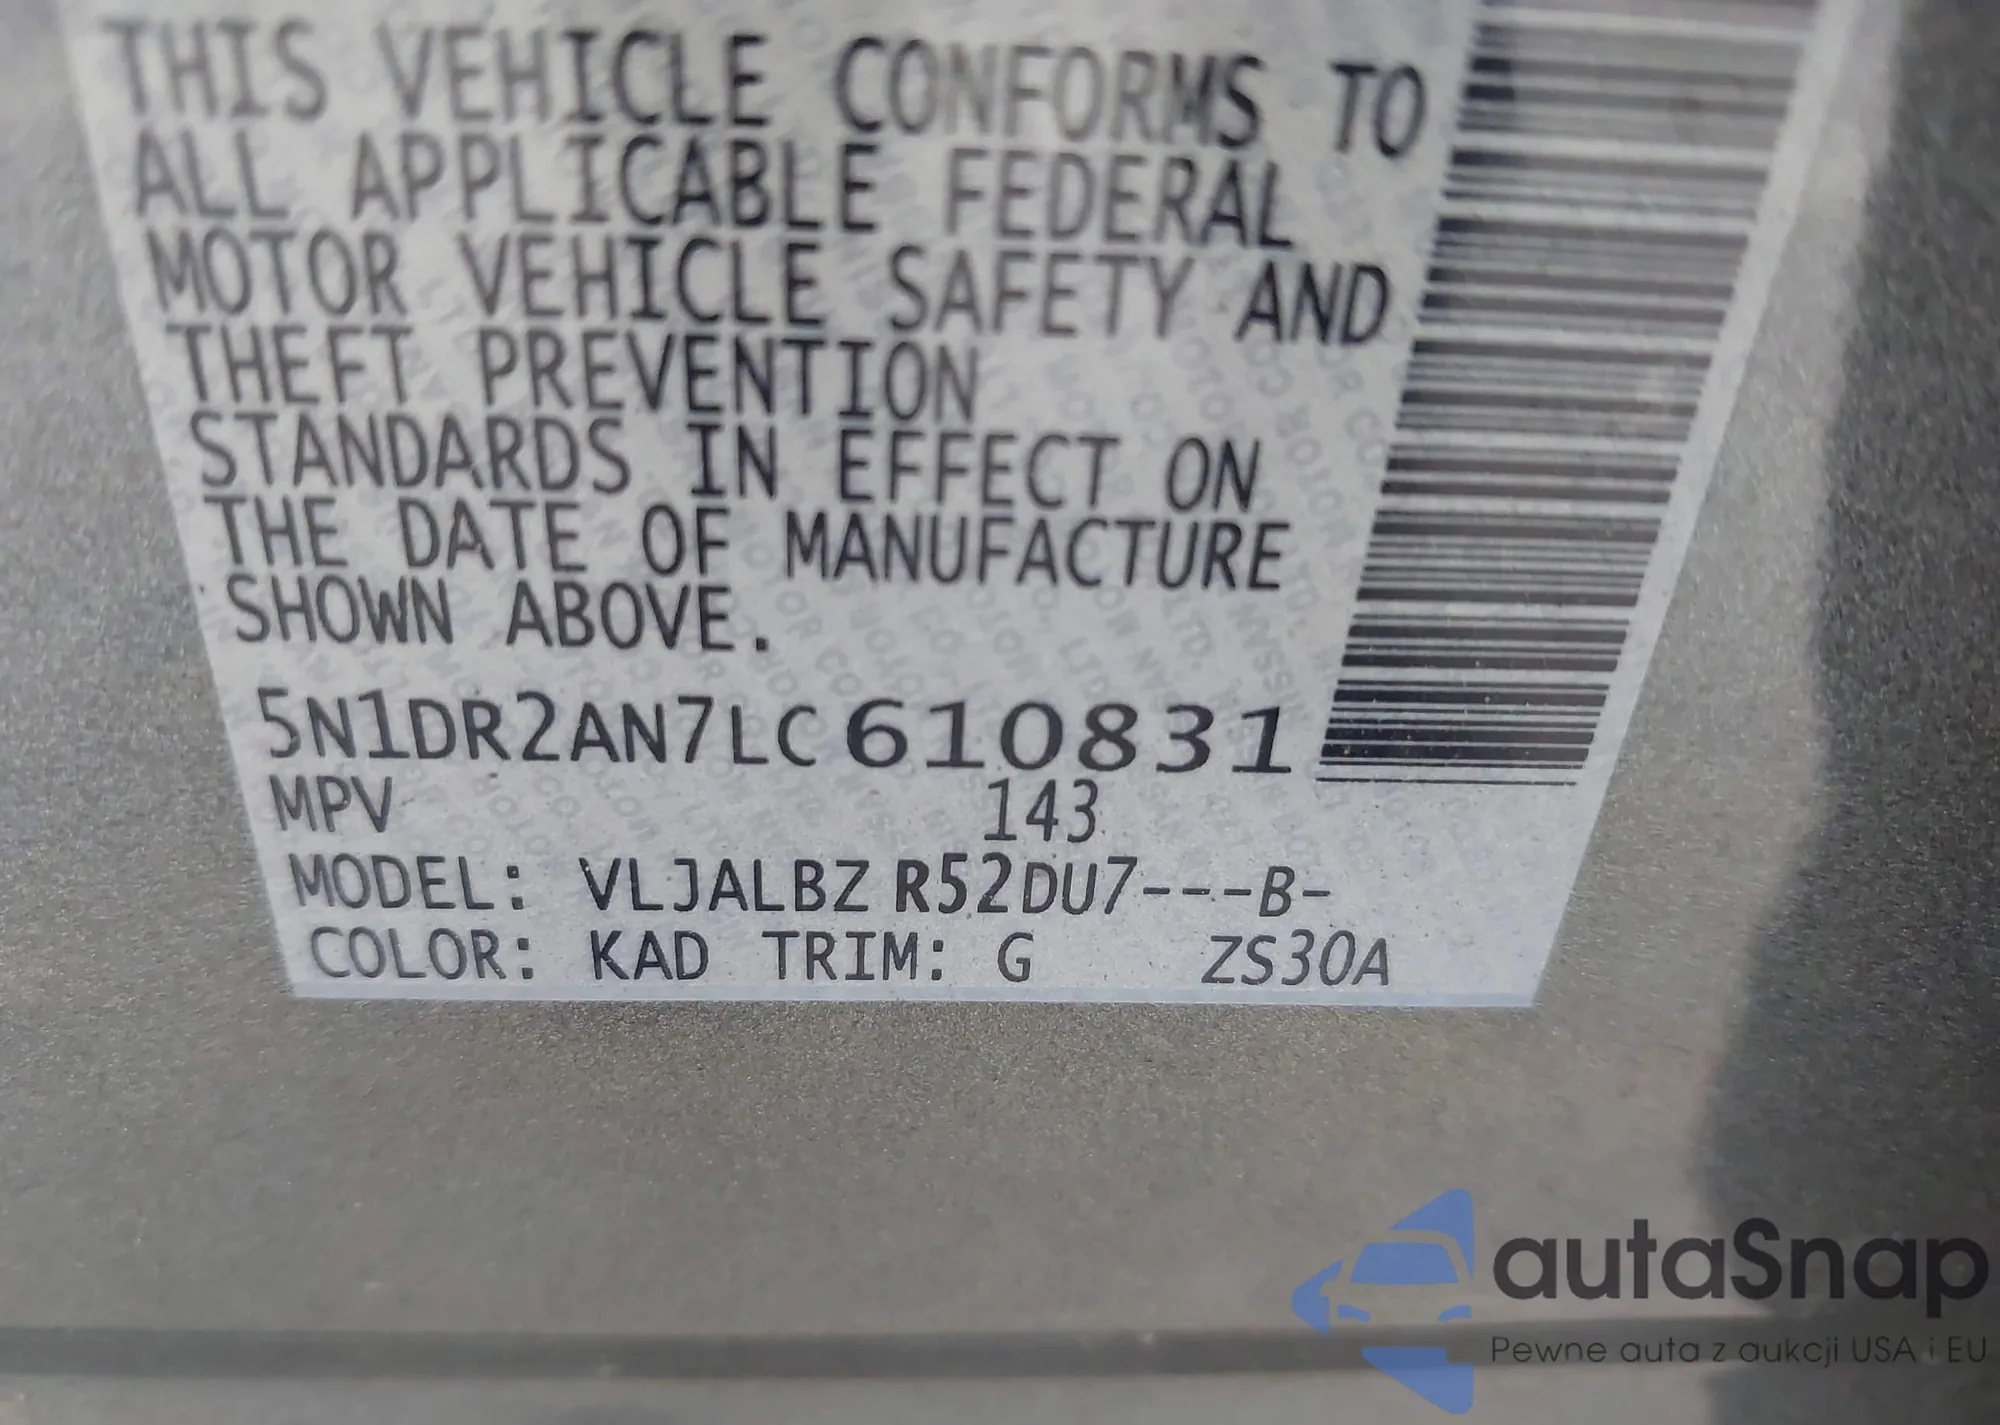 THIS VEHICLE CONFORMS TO
ALL APPLICABLE FEDERAL
MOTOR VEHICLE SAFETY AND
THEFT PREVENTION
STANDARDS IN EFFECT ON
THE DATE OF MANUFACTURE
SHOWN ABOVE.
5N1DR2AN7LC610831
MPV 143
MODEL: VLJALBZ R52DU7---B-
COLOR: KAD TRIM: G ZS30A
autaSnap
Pewne auta z aukcji USA i EU